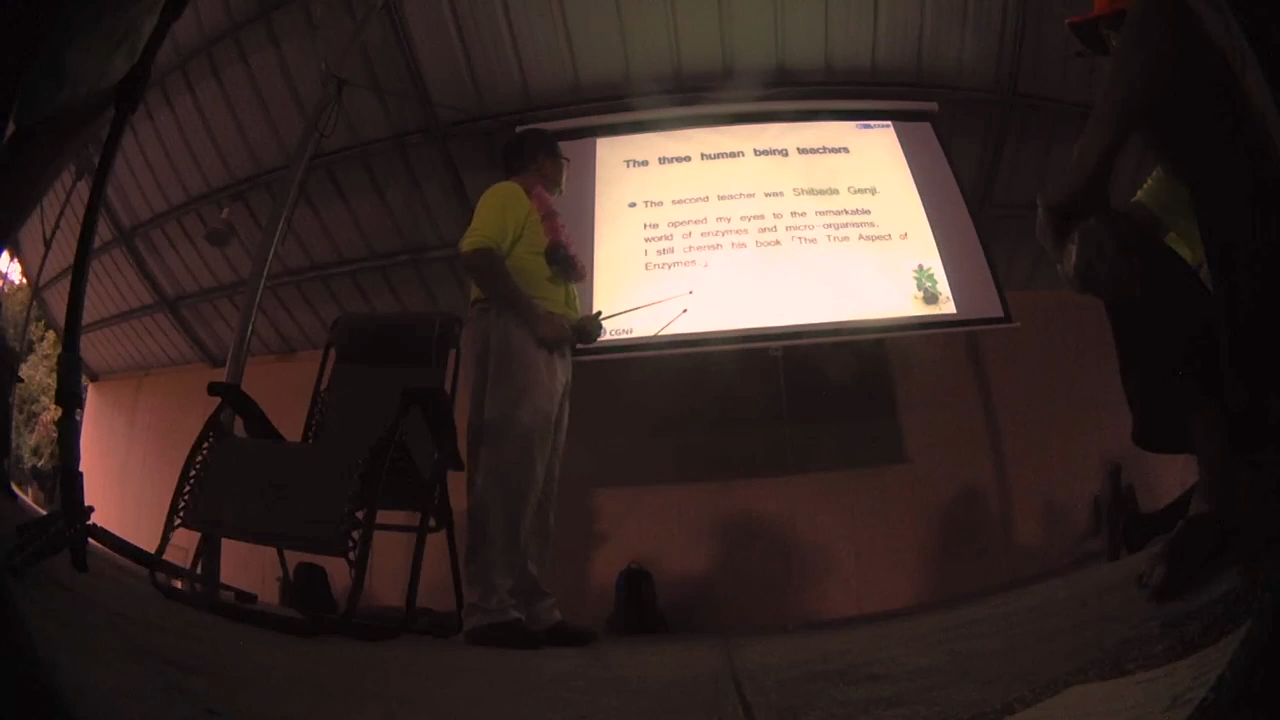 The three human being teachers
The second teacher was Shibada Genji.
He opened my eyes to the remarkable
world of enzymes and micro-organisms.
I still cherish his book 「The True Aspect of
Enzymes.」
CGNF